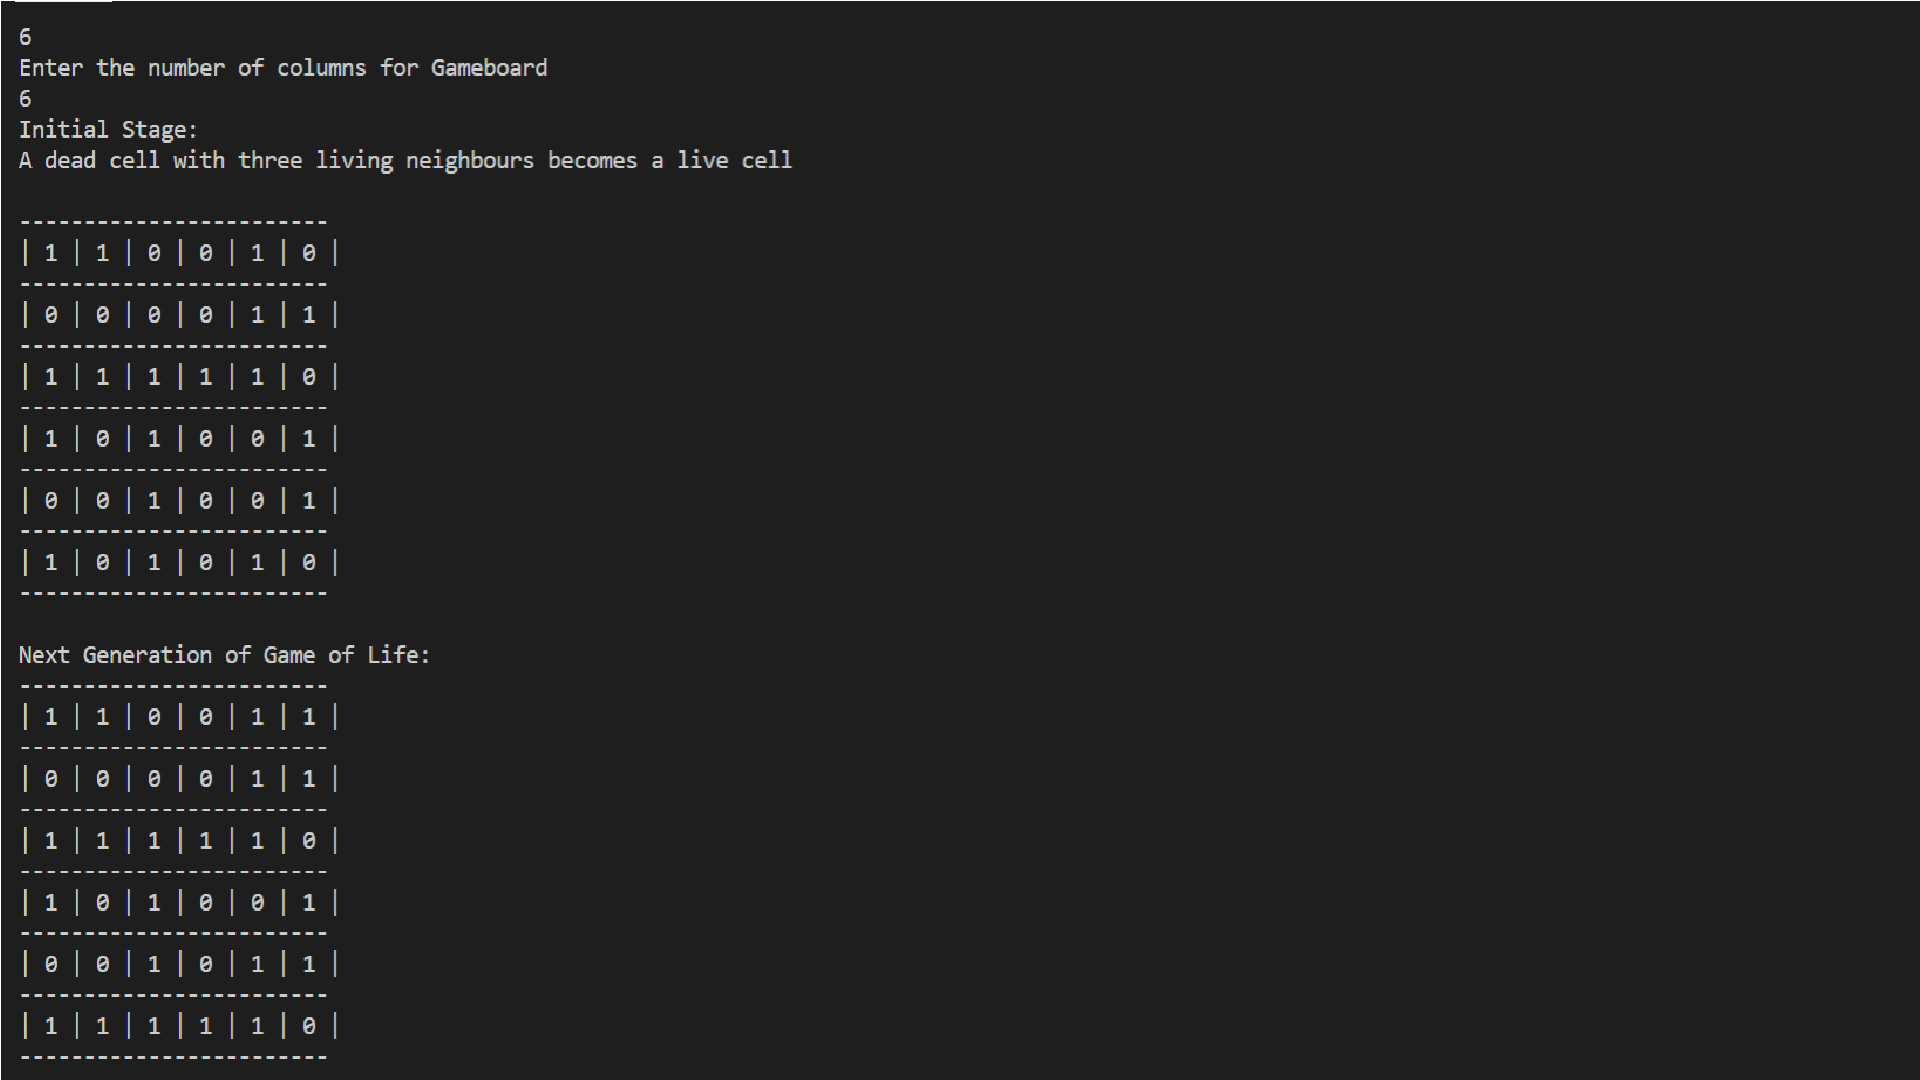 6
Enter the number of columns for Gameboard
6
Initial Stage:
A dead cell with three living neighbours becomes a live cell
------------------------
| 1 | 1 | 0 | 0 | 1 | 0 |
------------------------
| 0 | 0 | 0 | 0 | 1 | 1 |
------------------------
| 1 | 1 | 1 | 1 | 1 | 0 |
------------------------
| 1 | 0 | 1 | 0 | 0 | 1 |
------------------------
| 0 | 0 | 1 | 0 | 0 | 1 |
------------------------
| 1 | 0 | 1 | 0 | 1 | 0 |
------------------------
Next Generation of Game of Life:
------------------------
| 1 | 1 | 0 | 0 | 1 | 1 |
------------------------
| 0 | 0 | 0 | 0 | 1 | 1 |
------------------------
| 1 | 1 | 1 | 1 | 1 | 0 |
------------------------
| 1 | 0 | 1 | 0 | 0 | 1 |
------------------------
| 0 | 0 | 1 | 0 | 1 | 1 |
------------------------
| 1 | 1 | 1 | 1 | 1 | 0 |
------------------------